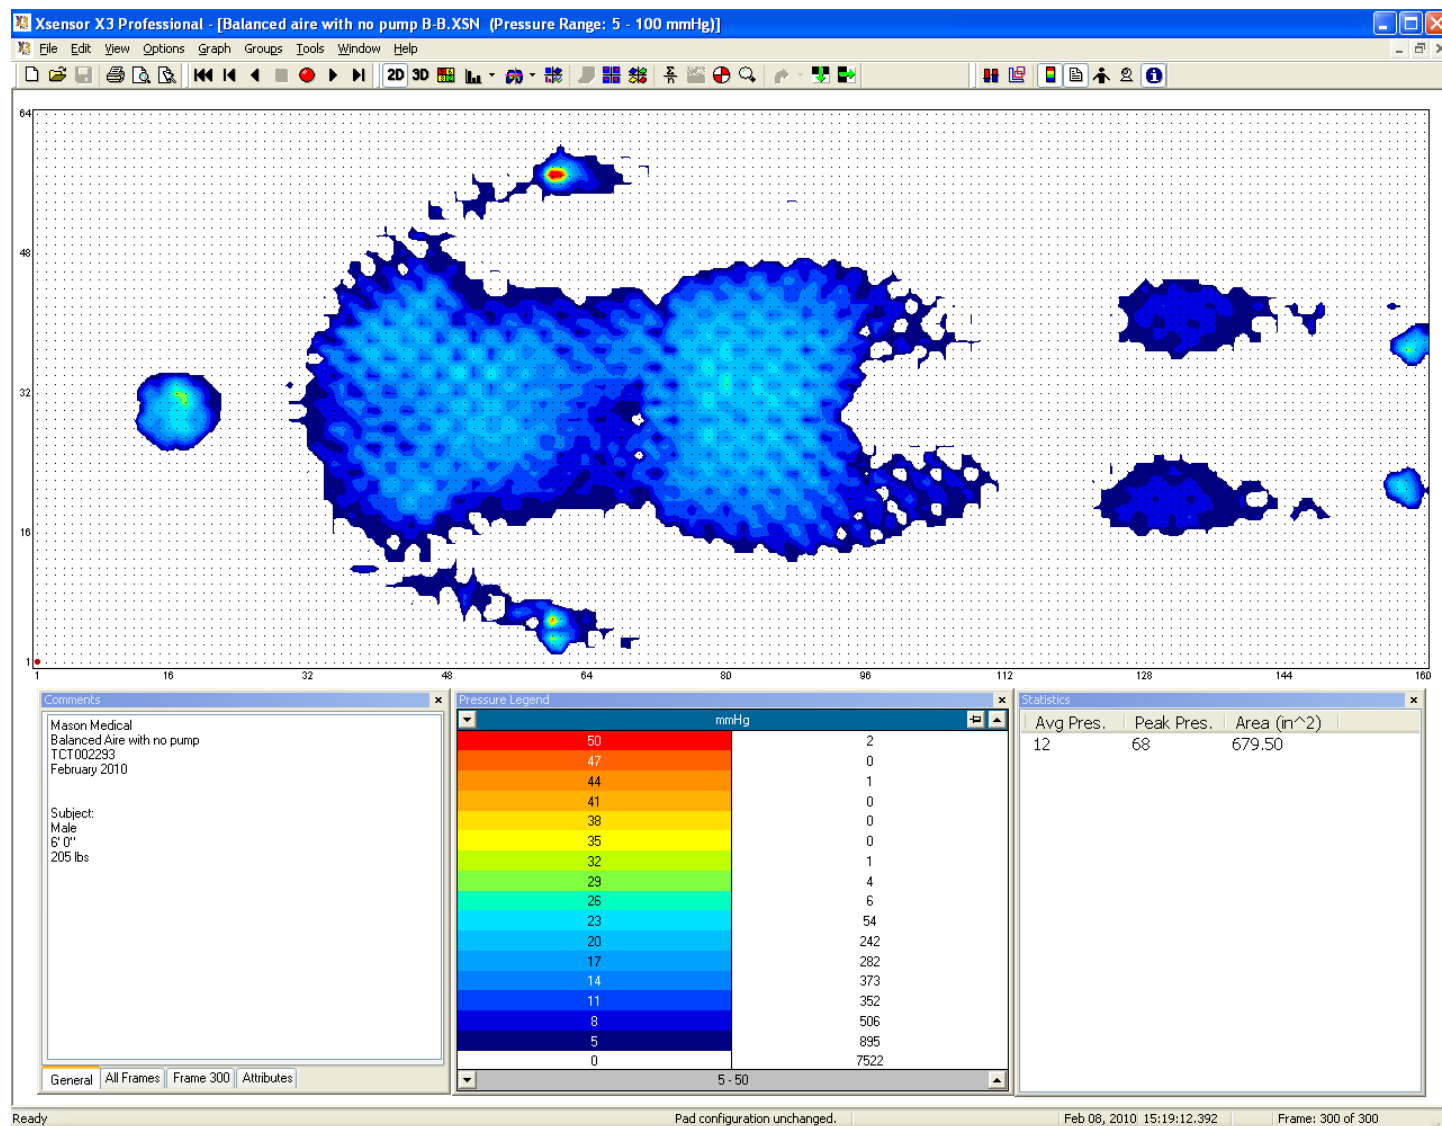 Xsensor X3 Professional - [Balanced aire with no pump B-B.XSN (Pressure Range: 5 - 100 mmHg)]
File Edit View Options Graph Groups Tools Window Help
2D 3D
64
48
32
16
1
1 16 32 48 64 80 96 112 128 144 160
Comments
Mason Medical
Balanced Aire with no pump
TCT002293
February 2010
Subject:
Male
6' 0"
205 lbs
General All Frames Frame 300 Attributes
Pressure Legend
mmHg
50 2
47 0
44 1
41 0
38 0
35 0
32 1
29 4
26 6
23 54
20 242
17 282
14 373
11 352
8 506
5 895
0 7522
5 - 50
Statistics
Avg Pres. Peak Pres. Area (in^2)
12 68 679.50
Ready Pad configuration unchanged. Feb 08, 2010 15:19:12.392 Frame: 300 of 300